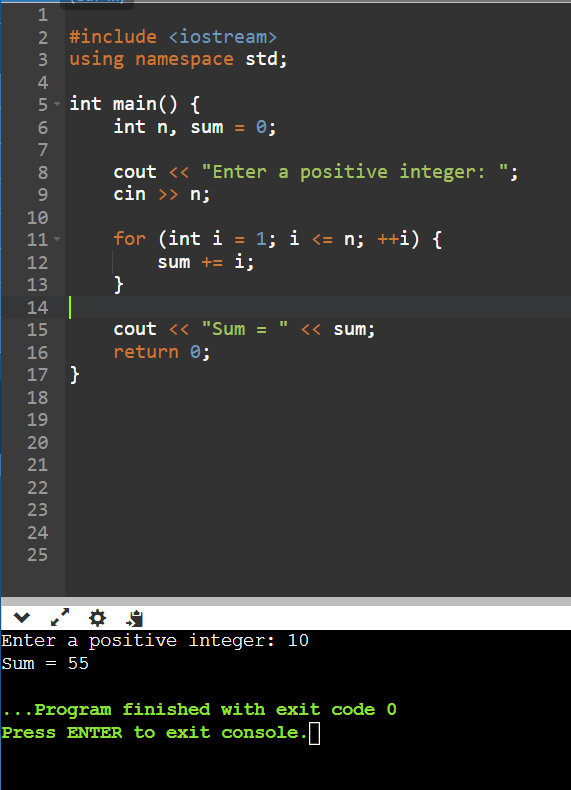 1
2 #include <iostream>
3 using namespace std;
4
5 int main() {
6 int n, sum = 0;
7
8 cout << "Enter a positive integer: ";
9 cin >> n;
10
11 for (int i = 1; i <= n; ++i) {
12 sum += i;
13 }
14
15 cout << "Sum = " << sum;
16 return 0;
17 }
18
19
20
21
22
23
24
25
Enter a positive integer: 10
Sum = 55
...Program finished with exit code 0
Press ENTER to exit console.